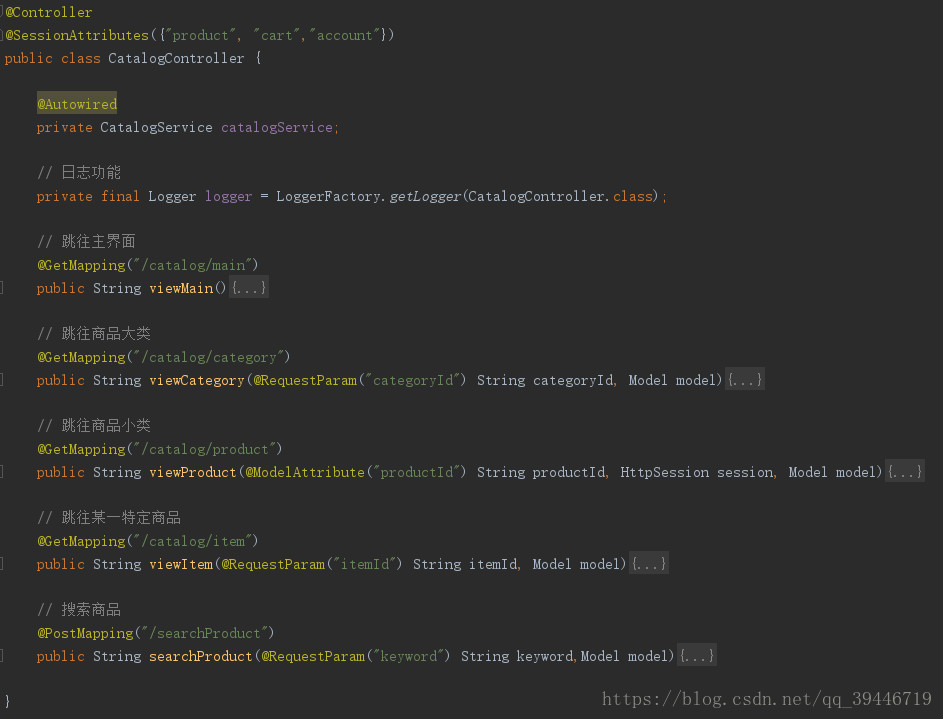 @Controller
@SessionAttributes({"product", "cart","account"})
public class CatalogController {
@Autowired
private CatalogService catalogService;
// 日志功能
private final Logger logger = LoggerFactory.getLogger(CatalogController.class);
// 跳往主界面
@GetMapping("/catalog/main")
public String viewMain(){...}
// 跳往商品大类
@GetMapping("/catalog/category")
public String viewCategory(@RequestParam("categoryId") String categoryId, Model model){...}
// 跳往商品小类
@GetMapping("/catalog/product")
public String viewProduct(@ModelAttribute("productId") String productId, HttpSession session, Model model){...}
// 跳往某一特定商品
@GetMapping("/catalog/item")
public String viewItem(@RequestParam("itemId") String itemId, Model model){...}
// 搜索商品
@PostMapping("/searchProduct")
public String searchProduct(@RequestParam("keyword") String keyword,Model model){...}
}
https://blog.csdn.net/qq_39446719